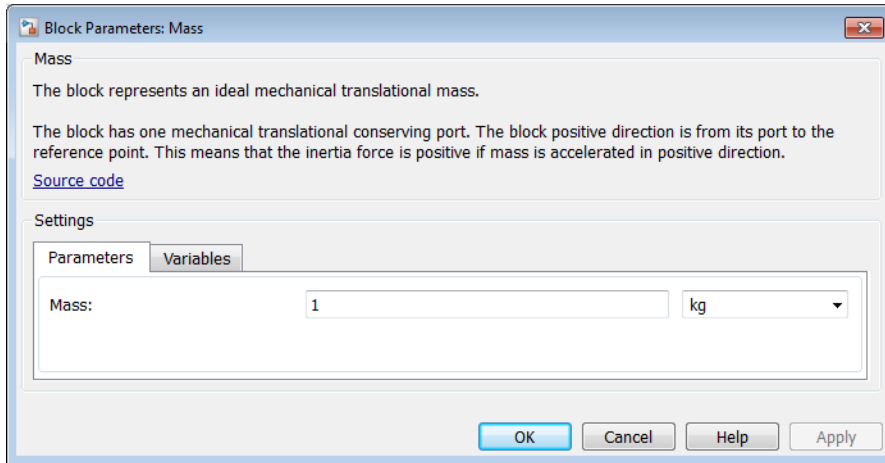 Block Parameters: Mass
Mass
The block represents an ideal mechanical translational mass.
The block has one mechanical translational conserving port. The block positive direction is from its port to the
reference point. This means that the inertia force is positive if mass is accelerated in positive direction.
Source code
Settings
Parameters Variables
Mass: 1 kg
OK Cancel Help Apply